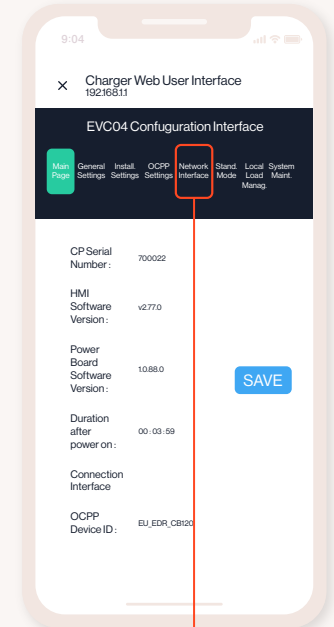 9:04
Charger Web User Interface
192.168.1.1
EVC04 Confuguration Interface
Main Page
General Settings
Install. Settings
OCPP Settings
Network Interface
Stand. Mode
Local Load Manag.
System Maint.
CP Serial Number :
700022
HMI Software Version :
v2.77.0
Power Board Software Version :
1.0.88.0
SAVE
Duration after power on :
00 : 03 : 59
Connection Interface
OCPP Device ID :
EU_EDR_CB120